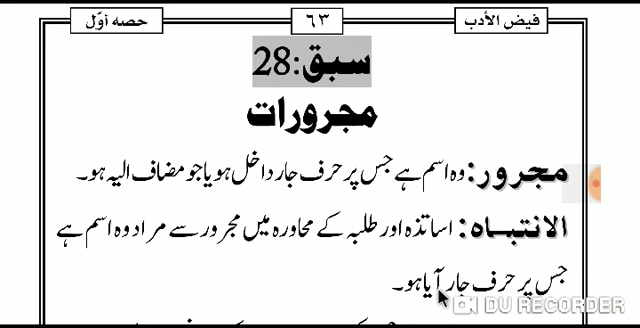 فیض الأدب ٦٣ حصه اوّل
سبق:28
مجرورات
مجرور: وہ اسم ہے جس پر حرف جار داخل ہو یا جو مضاف الیہ ہو۔
الانتباہ: اساتذہ اور طلبہ کے محاورہ میں مجرور سے مراد وہ اسم ہے
جس پر حرف جار آیا ہو۔
DU RECORDER